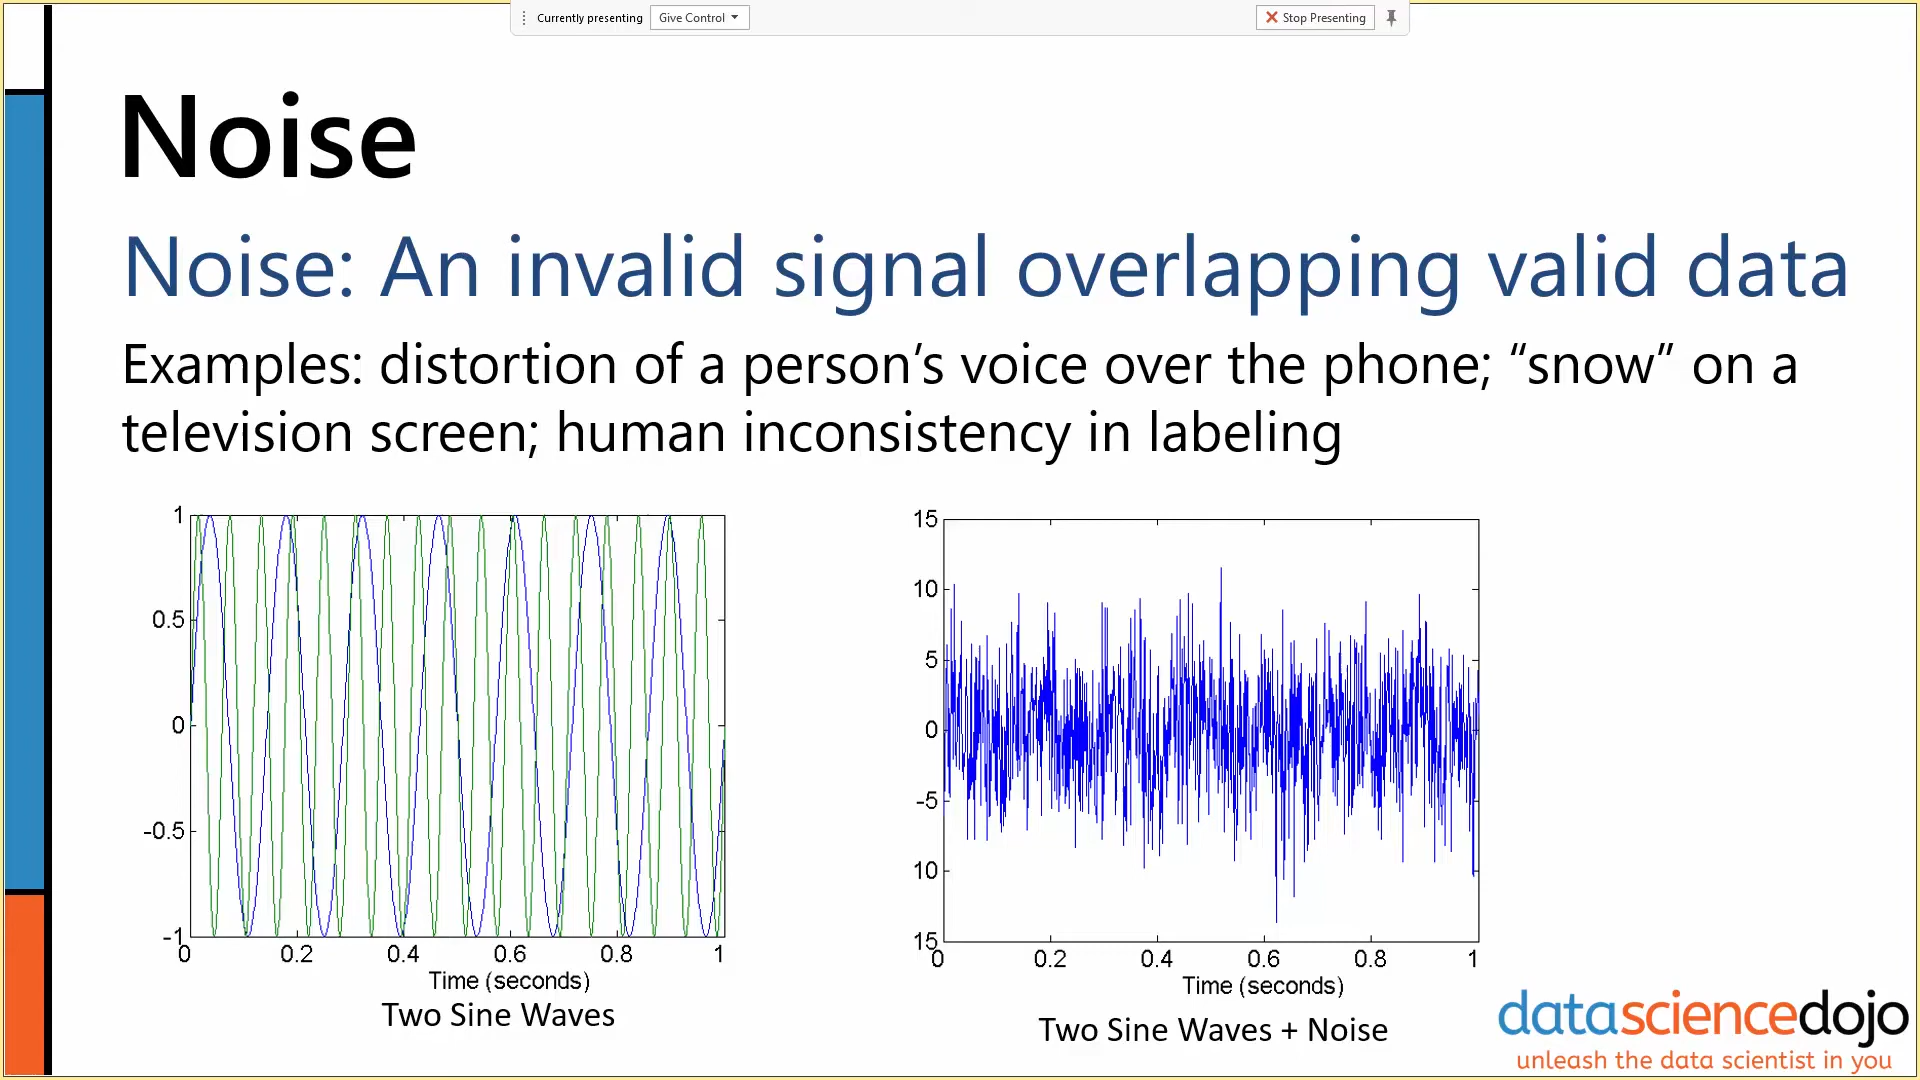 Currently presenting
Give Control
Stop Presenting
Noise
Noise: An invalid signal overlapping valid data
Examples: distortion of a person’s voice over the phone; “snow” on a
television screen; human inconsistency in labeling
1
0.5
0
-0.5
-1
0 0.2 0.4 0.6 0.8 1
Time (seconds)
Two Sine Waves
15
10
5
0
-5
10
15
0 0.2 0.4 0.6 0.8 1
Time (seconds)
Two Sine Waves + Noise
datasciencedojo
unleash the data scientist in you